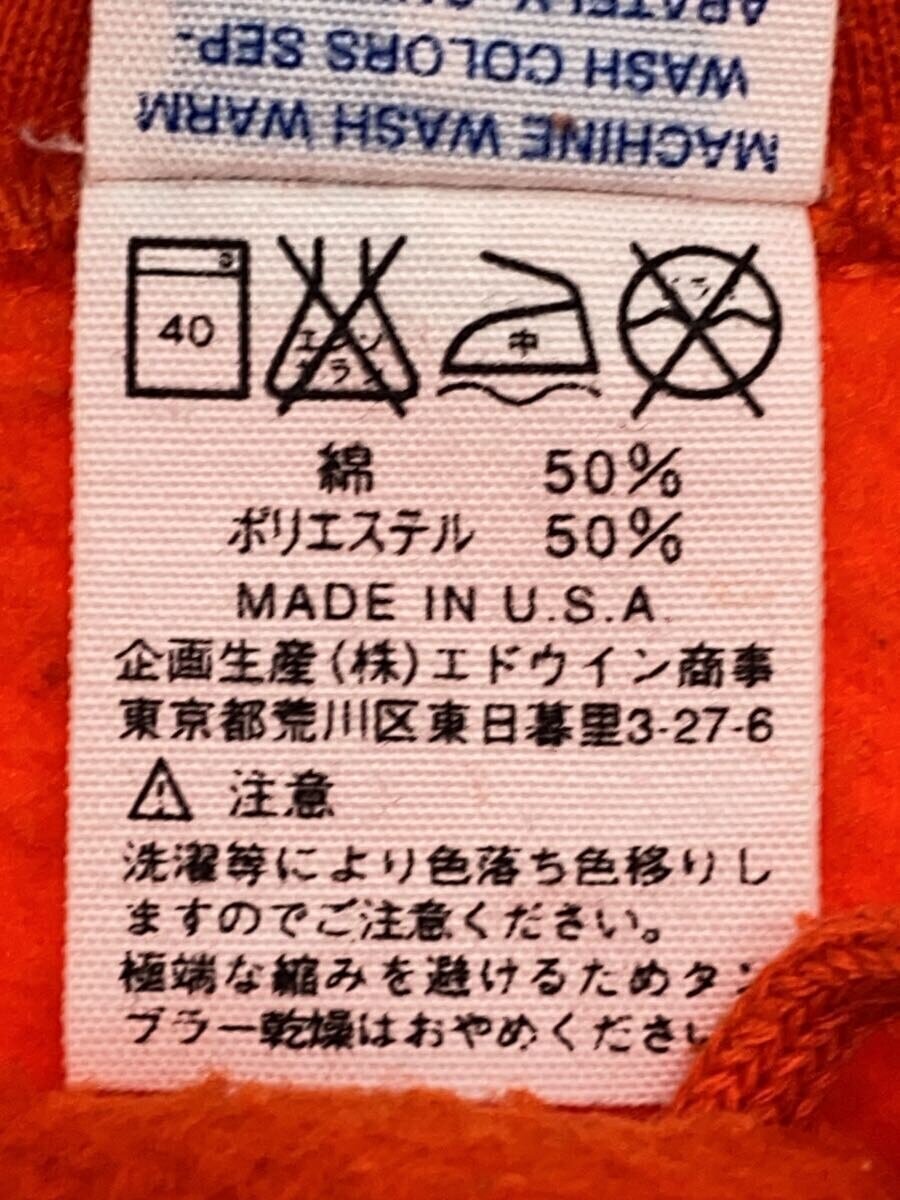 MACHINE WASH WARM
WASH COLORS SEP-
40 中
綿 50%
ポリエステル 50%
MADE IN U.S.A.
企画生産(株)エドウイン商事
東京都荒川区東日暮里3-27-6
注意
洗濯等により色落ち色移りし
ますのでご注意ください。
極端な縮みを避けるためタン
ブラー乾燥はおやめください